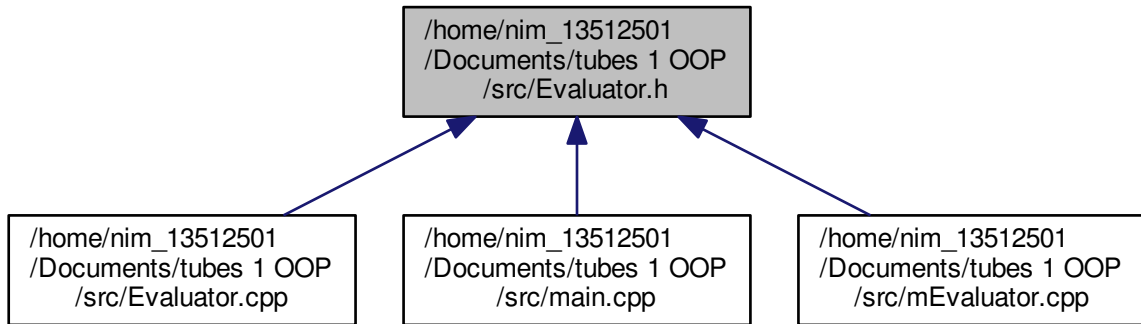 /home/nim_13512501
/Documents/tubes 1 OOP
/src/Evaluator.h
/home/nim_13512501
/Documents/tubes 1 OOP
/src/Evaluator.cpp
/home/nim_13512501
/Documents/tubes 1 OOP
/src/main.cpp
/home/nim_13512501
/Documents/tubes 1 OOP
/src/mEvaluator.cpp